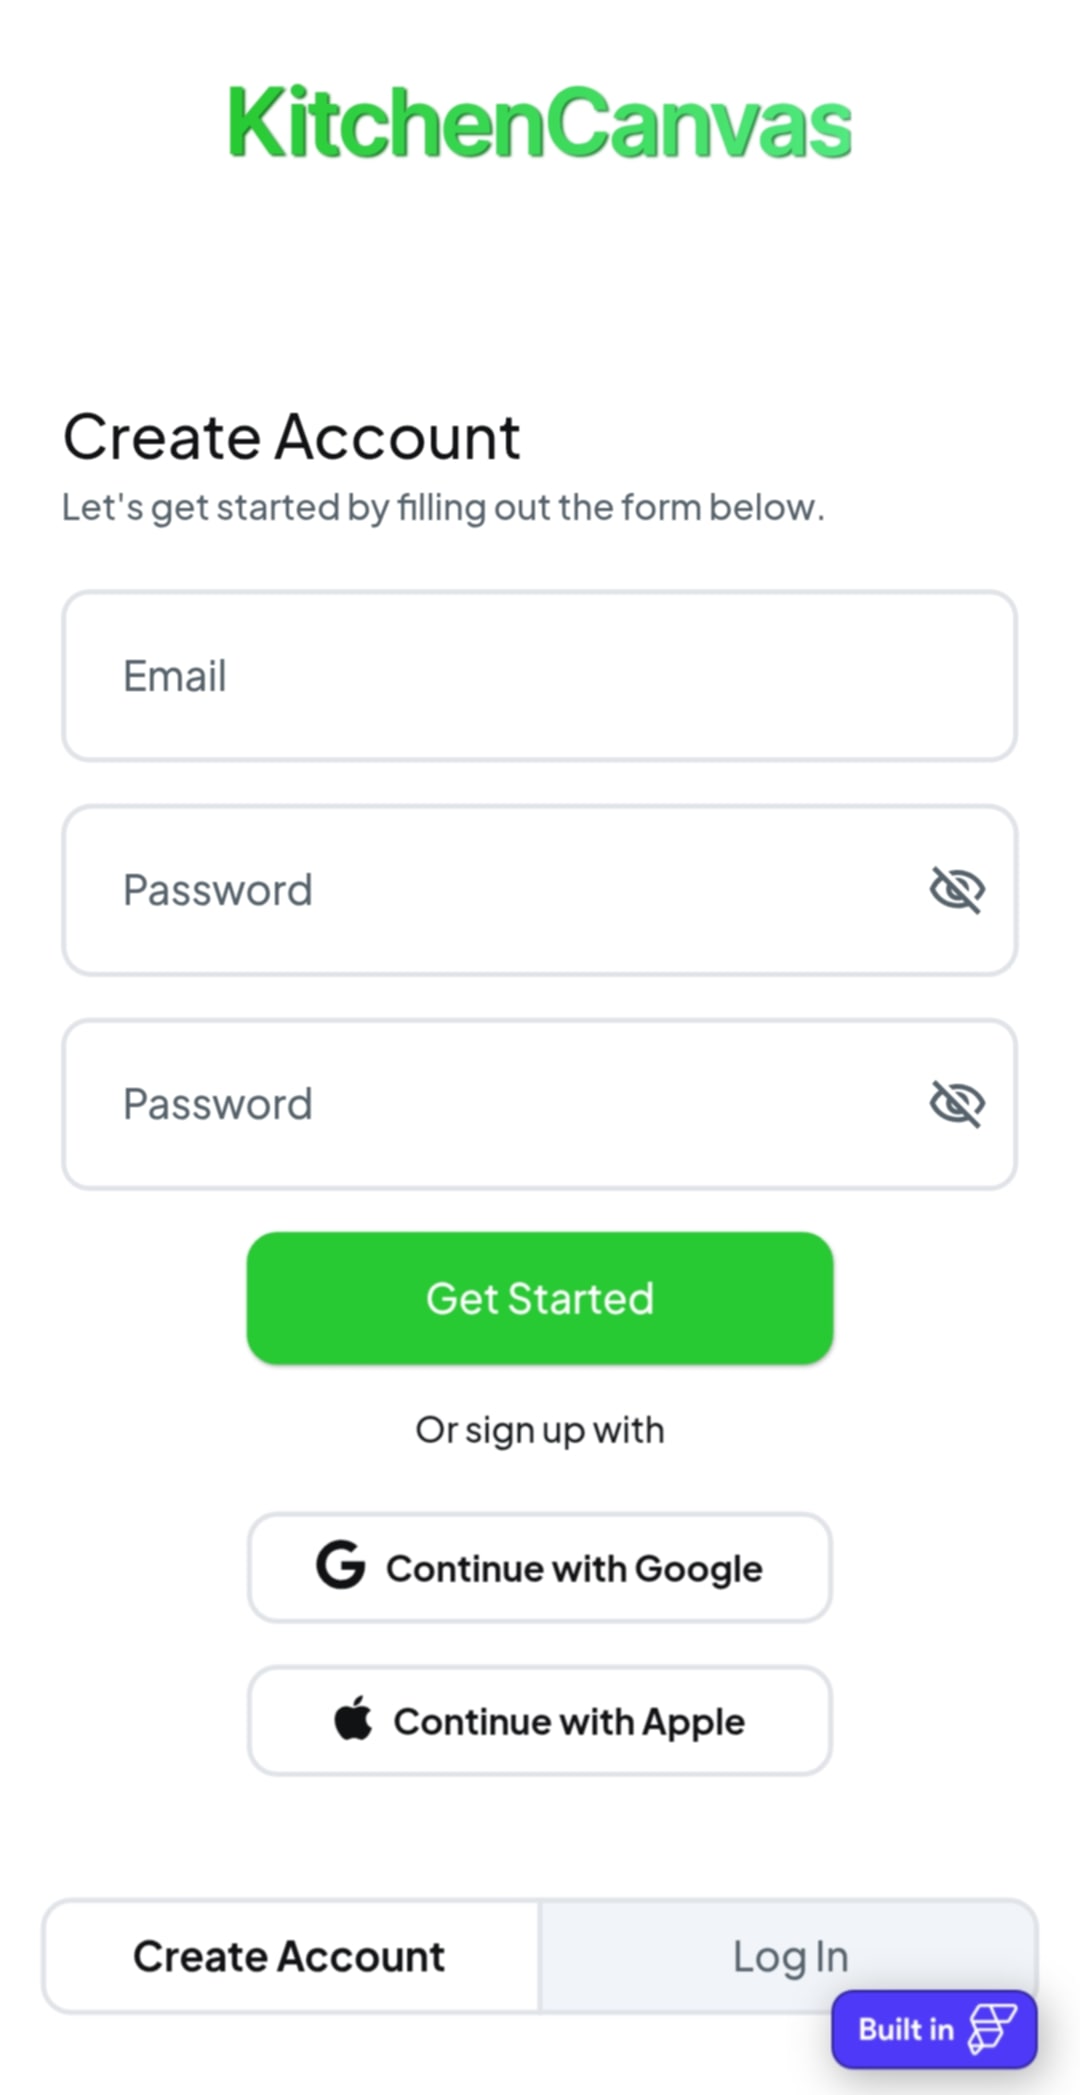 KitchenCanvas
Create Account
Let's get started by filling out the form below.
Email
Password
Password
Get Started
Or sign up with
Continue with Google
Continue with Apple
Create Account
Log In
Built in